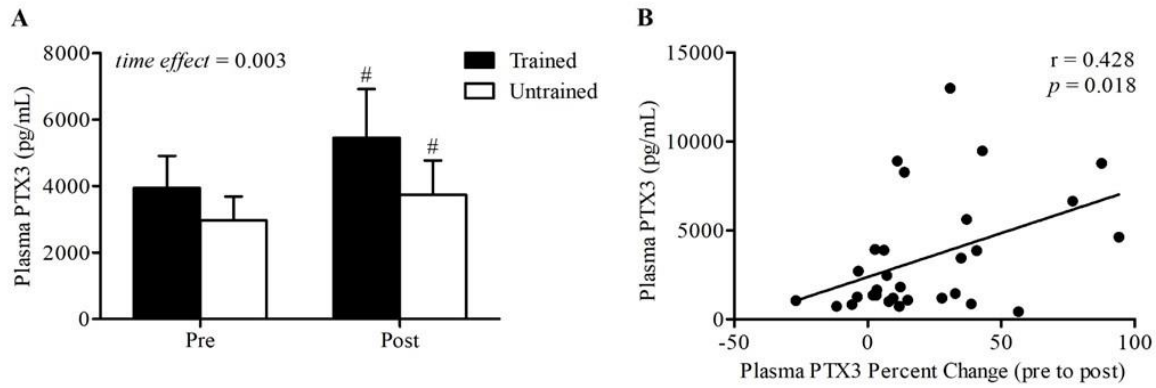 A
8000
6000
4000
2000
0
Plasma PTX3 (pg/mL)
time effect = 0.003
#
#
Trained
Untrained
Pre
Post
B
15000
10000
5000
0
Plasma PTX3 (pg/mL)
r = 0.428
p = 0.018
-50
0
50
100
Plasma PTX3 Percent Change (pre to post)